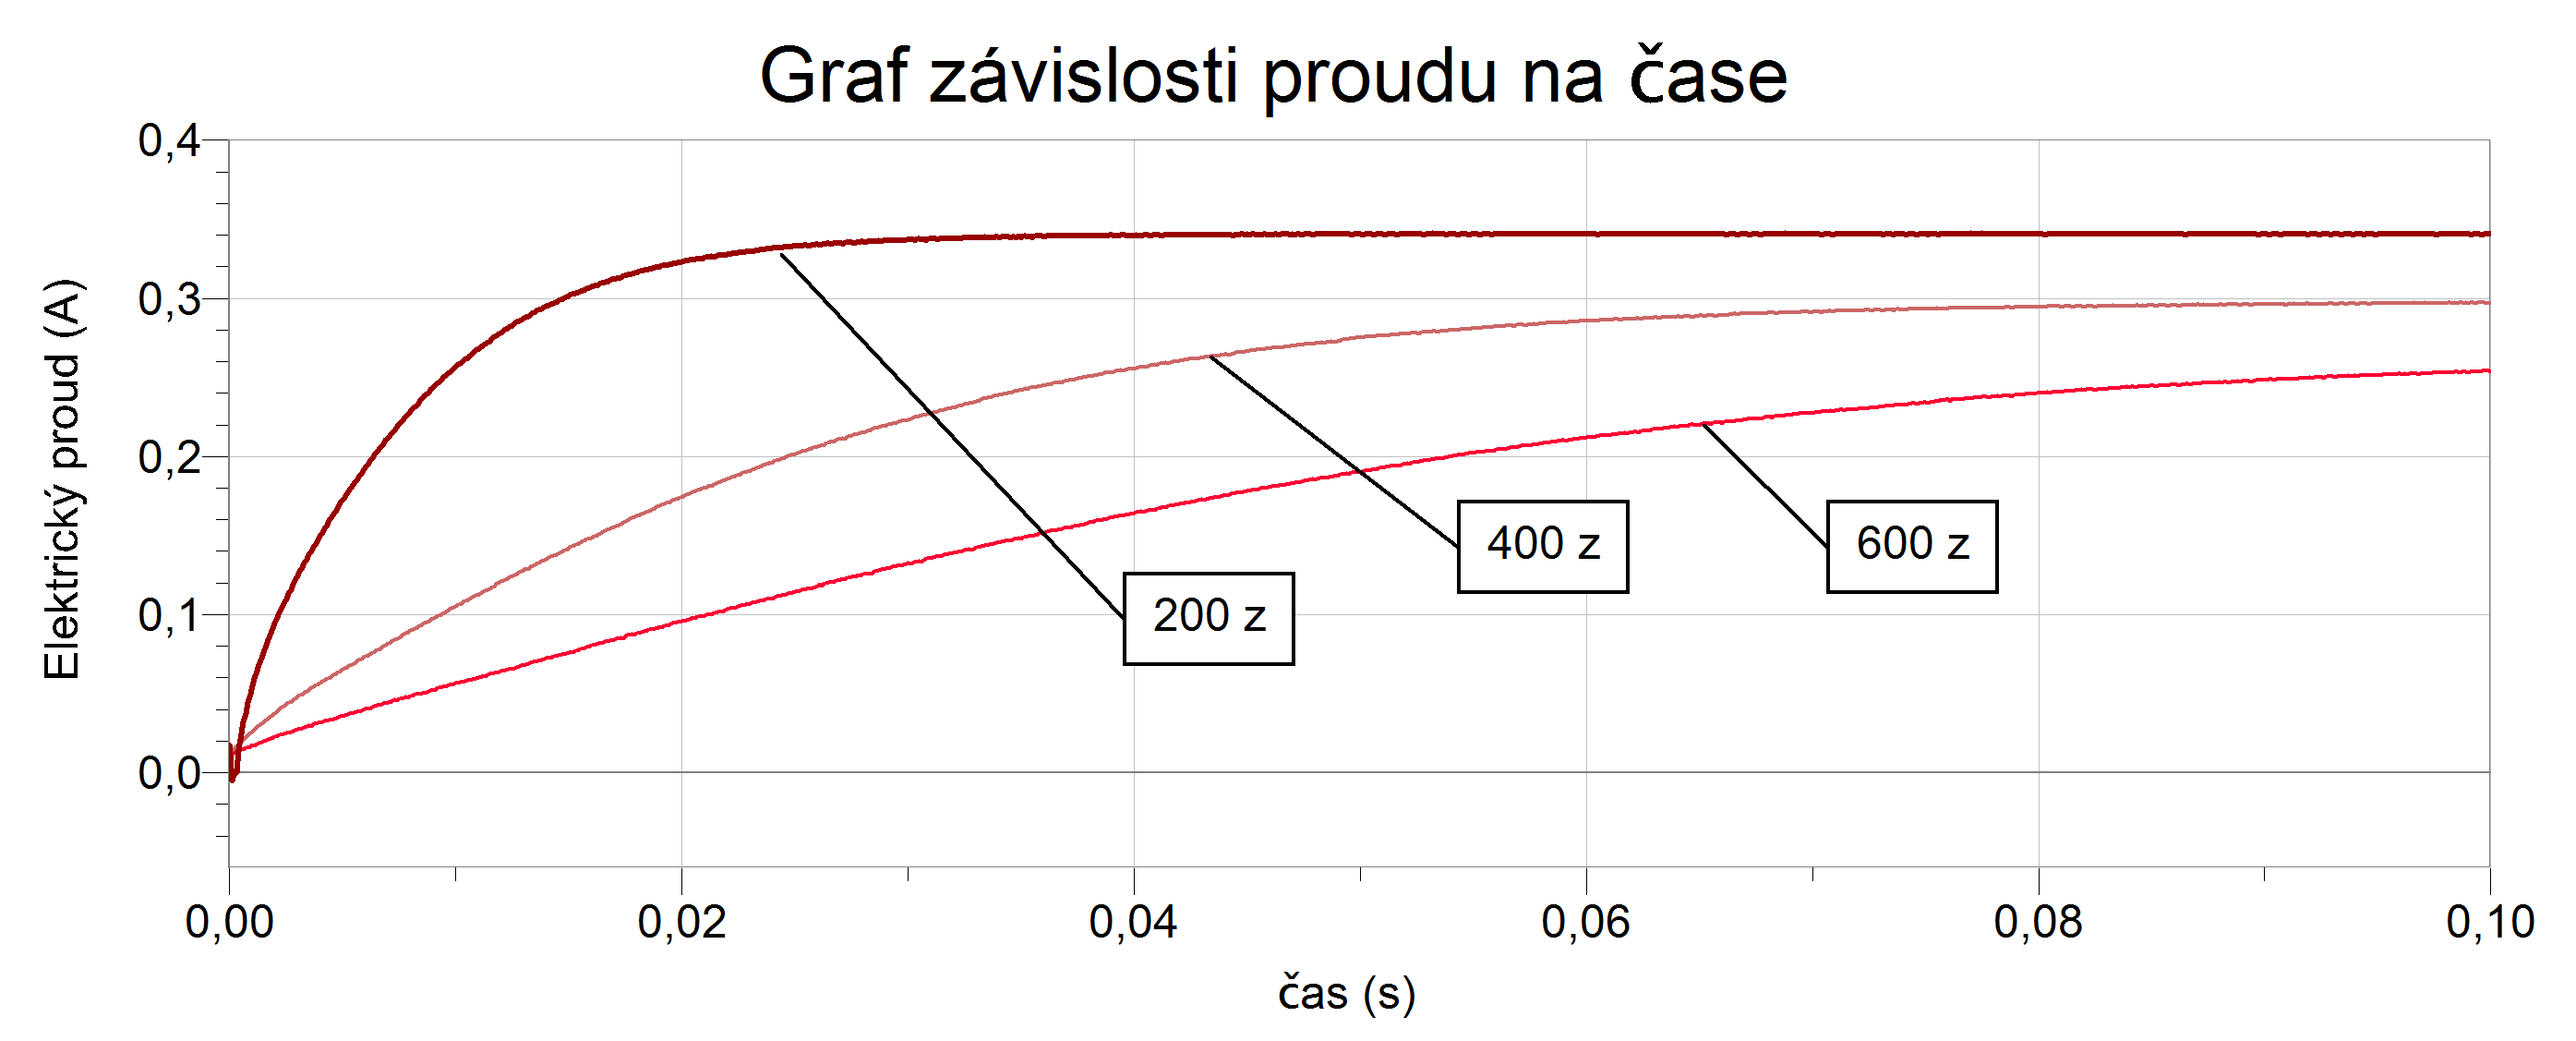 Graf závislosti proudu na čase
Elektrický proud (A)
0,4
0,3
0,2
0,1
0,0
200 z
400 z
600 z
0,00 0,02 0,04 0,06 0,08 0,10
čas (s)